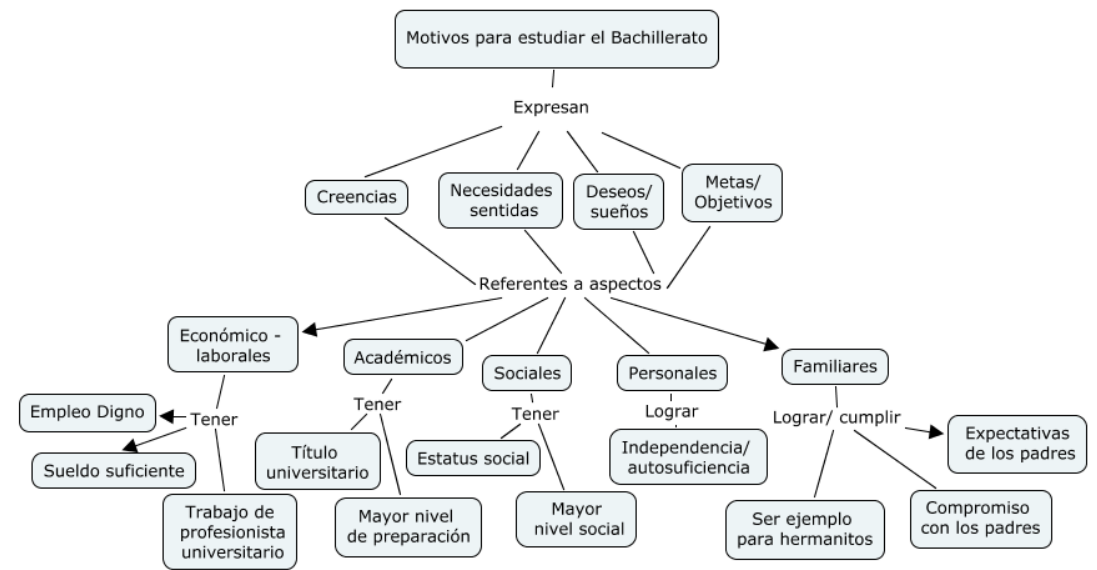 Motivos para estudiar el Bachillerato
Expresan
Creencias
Necesidades
sentidas
Deseos/
sueños
Metas/
Objetivos
Referentes a aspectos
Económico -
laborales
Académicos
Sociales
Personales
Familiares
Tener
Empleo Digno
Sueldo suficiente
Trabajo de
profesionista
universitario
Tener
Título
universitario
Mayor nivel
de preparación
Tener
Estatus social
Mayor
nivel social
Lograr
Independencia/
autosuficiencia
Lograr/ cumplir
Ser ejemplo
para hermanitos
Compromiso
con los padres
Expectativas
de los padres